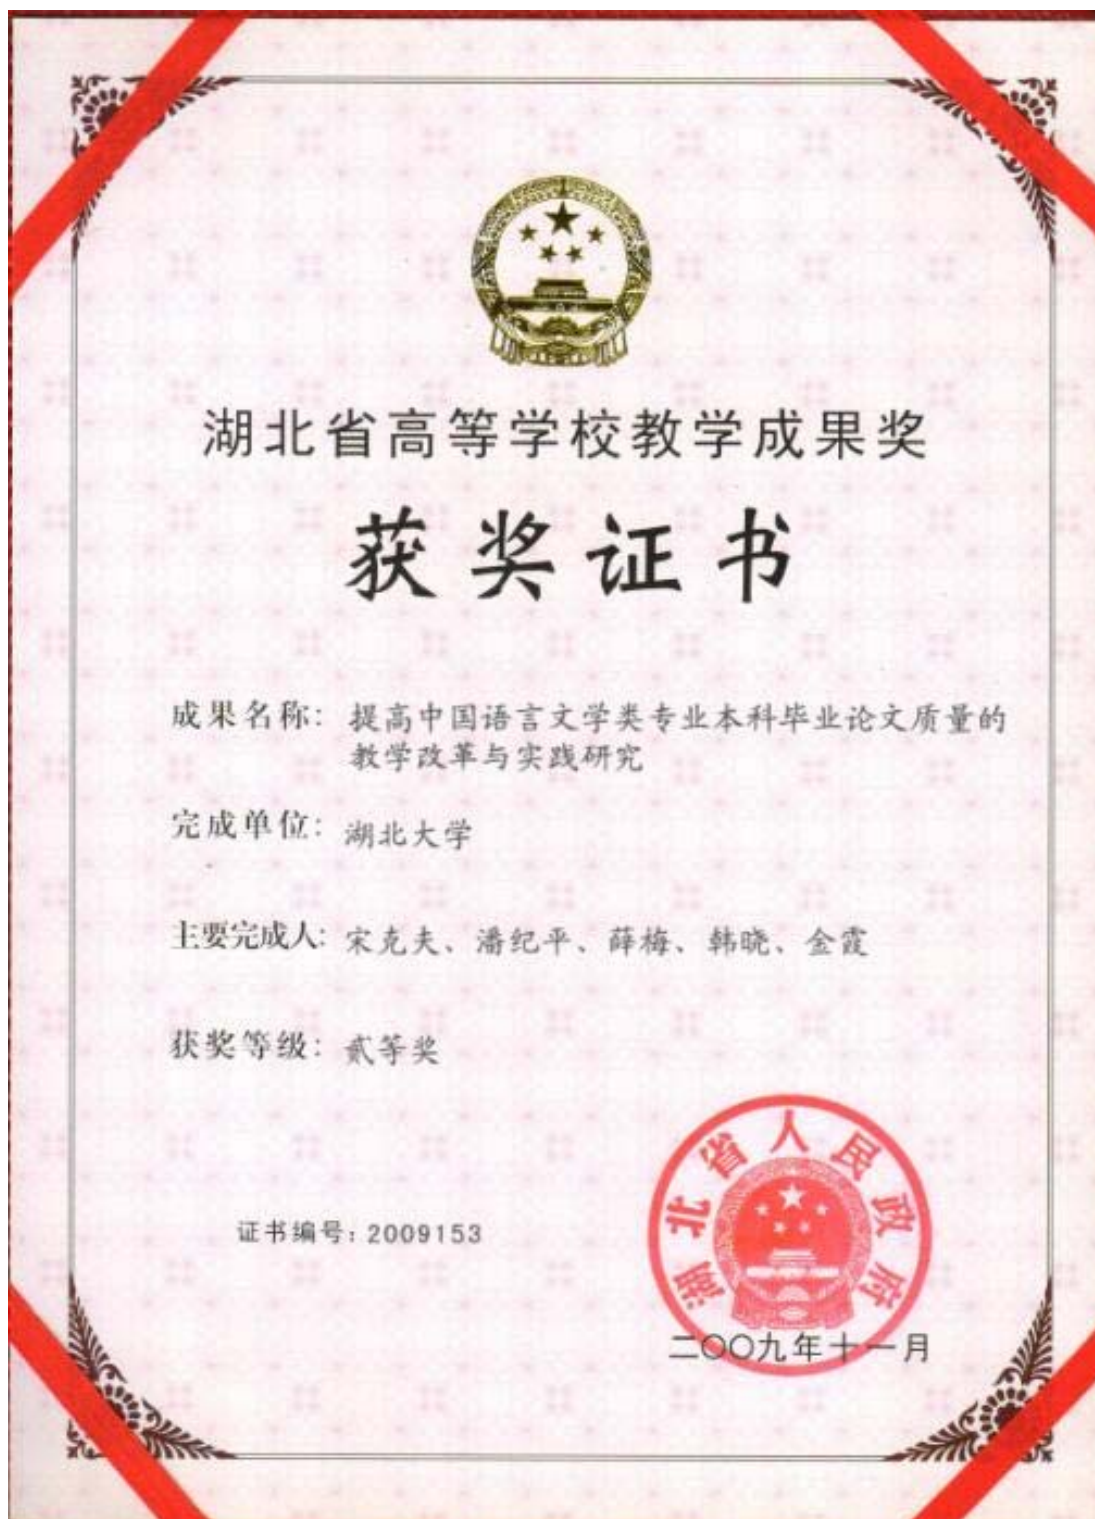 湖北省高等学校教学成果奖
获奖证书
成果名称：提高中国语言文学类专业本科毕业论文质量的
教学改革与实践研究
完成单位：湖北大学
主要完成人：宋克夫、潘纪平、薛梅、韩晓、金霞
获奖等级：贰等奖
证书编号：2009153
湖北省人民政府
二〇〇九年十一月